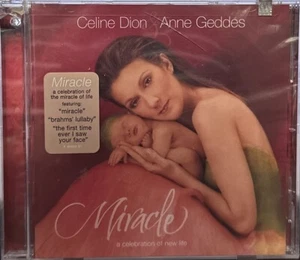 Celine Dion Anne Geddes
Miracle
a celebration of
the miracle of life
featuring:
"miracle"
"brahms' lullaby"
"the first time
ever I saw
your face"
Miracle
a celebration of new life